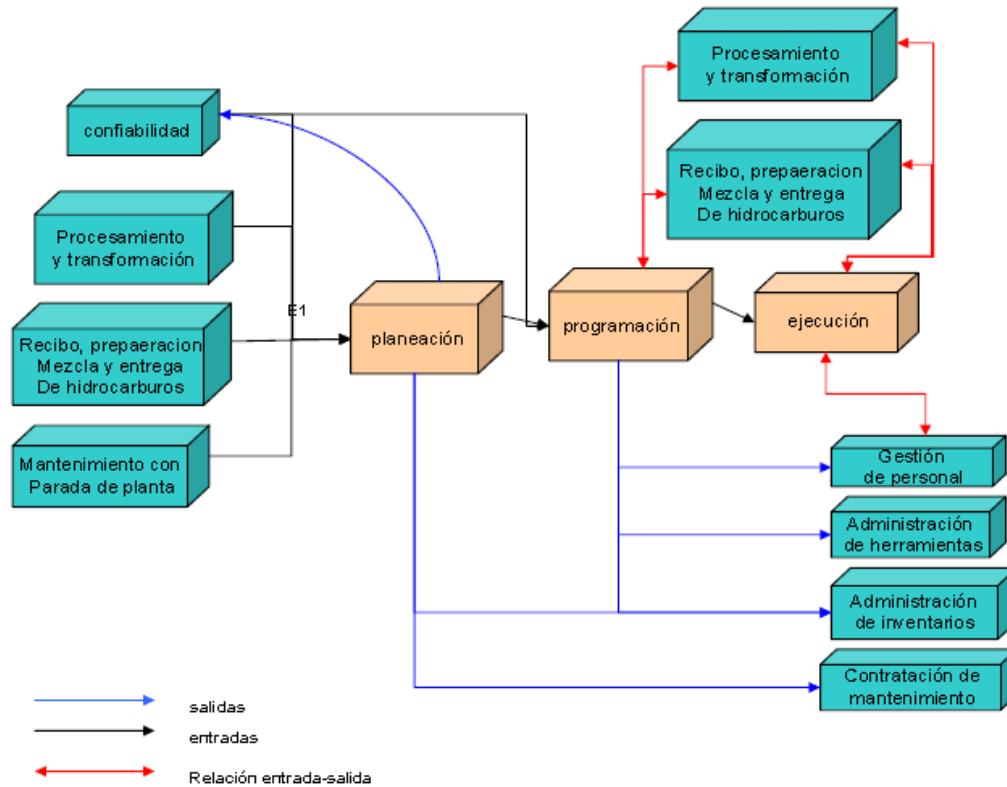 Procesamiento
y transformación
confiabilidad
Recibo, prepaeracion
Mezcla y entrega
De hidrocarburos
Procesamiento
y transformación
E1
planeación
programación
ejecución
Recibo, prepaeracion
Mezcla y entrega
De hidrocarburos
Mantenimiento con
Parada de planta
Gestión
de personal
Administración
de herramientas
Administración
de inventarios
Contratación de
mantenimiento
salidas
entradas
Relación entrada-salida